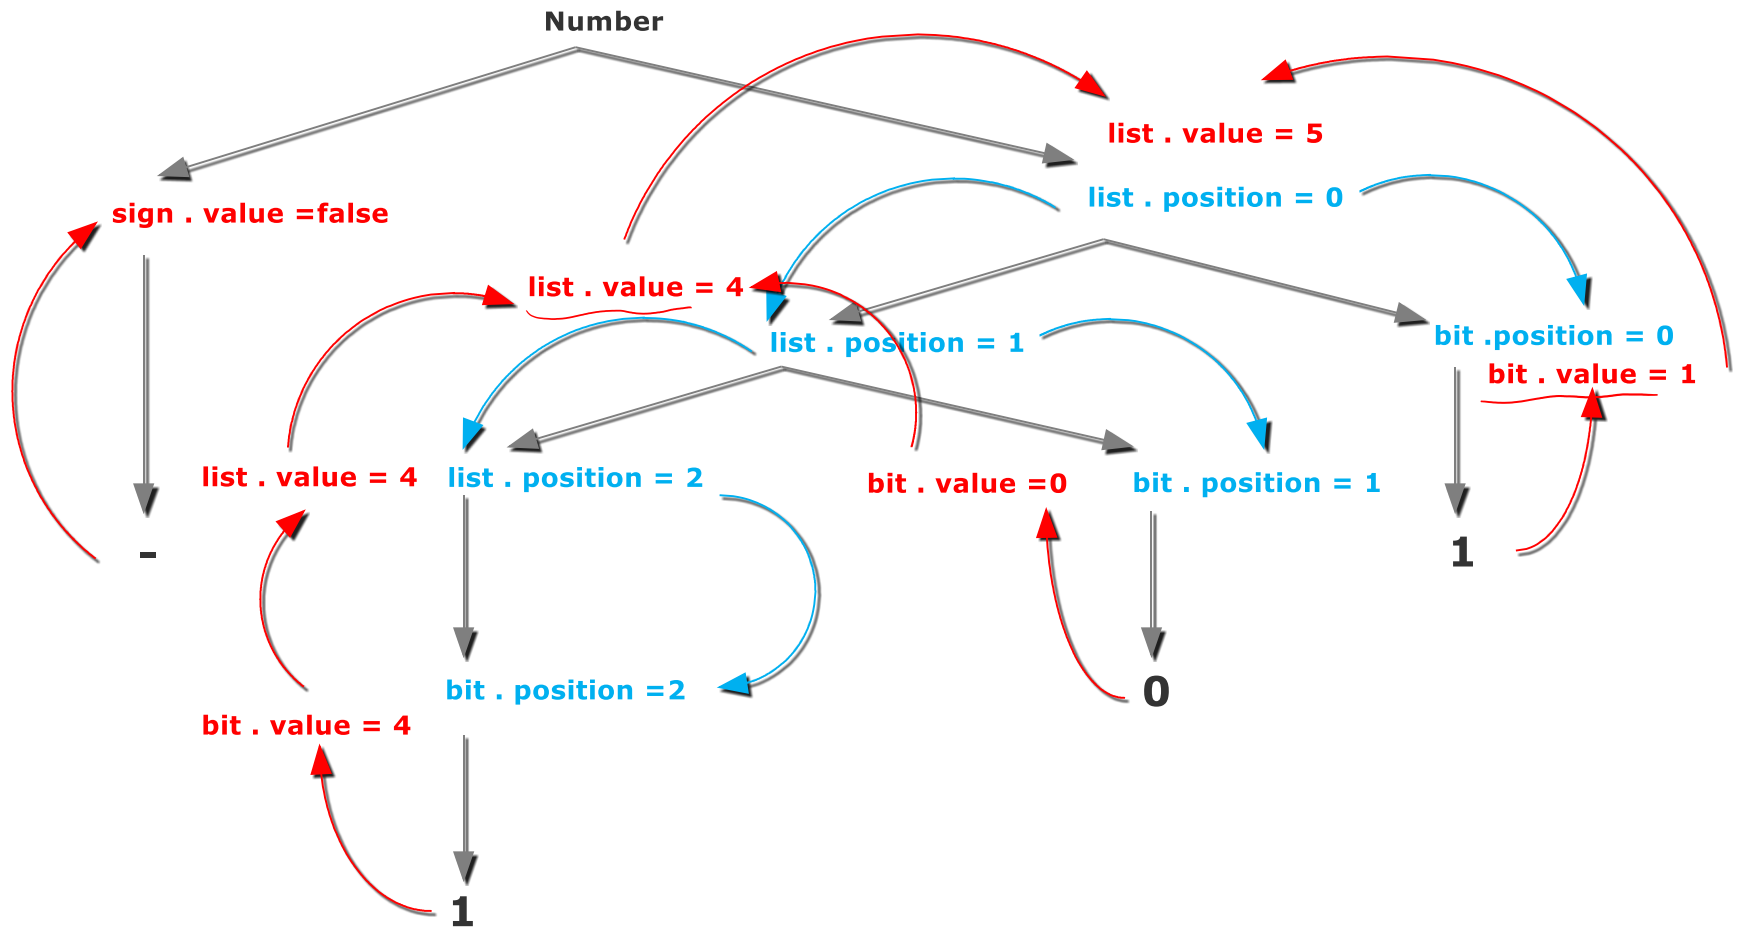 Number
list . value = 5
list . position = 0
sign . value =false
list . value = 4
list . position = 1
bit .position = 0
bit . value = 1
list . value = 4
list . position = 2
bit . value =0
bit . position = 1
-
1
bit . position =2
0
bit . value = 4
1